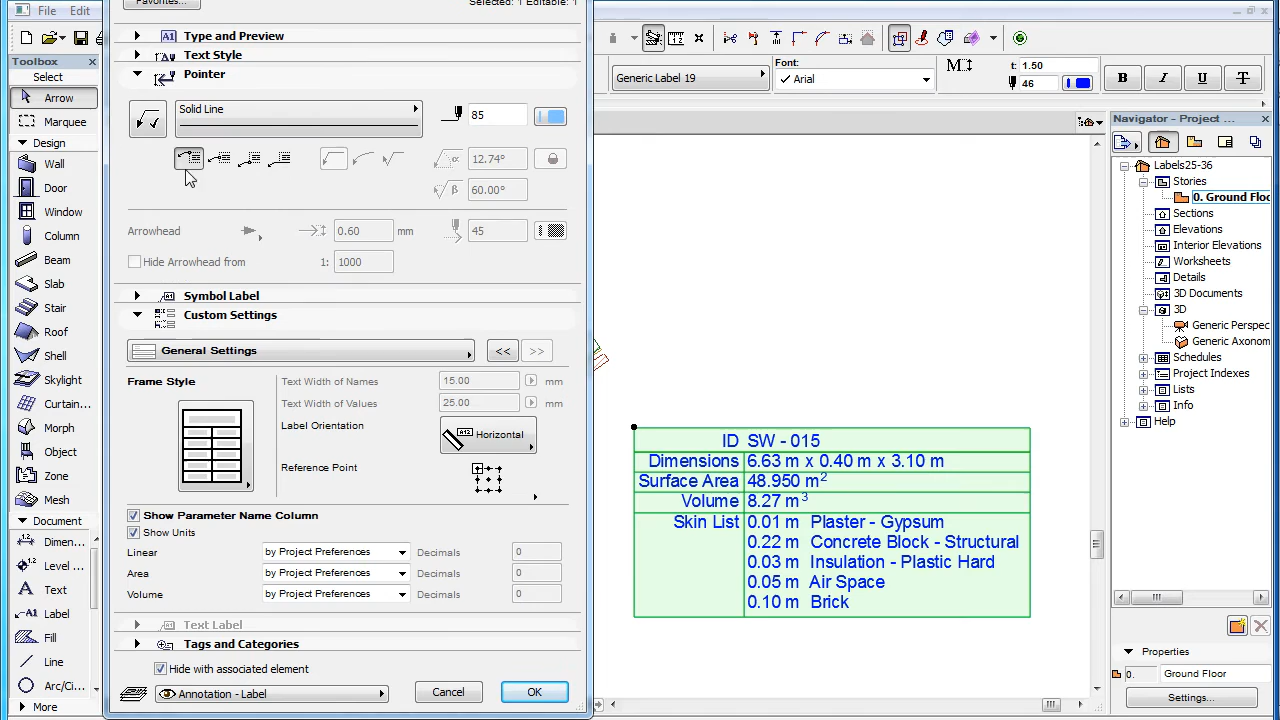 File Edit
Favorites...
Selected: 1 Editable: 1
Toolbox
Select
Arrow
Marquee
Design
Wall
Door
Window
Column
Beam
Slab
Stair
Roof
Shell
Skylight
Curtain...
Morph
Object
Zone
Mesh
Document
Dimen...
Level ...
Text
Label
Fill
Line
Arc/Ci...
More
Type and Preview
Text Style
Pointer
Solid Line
85
12.74°
60.00°
Arrowhead
0.60 mm
45
Hide Arrowhead from 1: 1000
Symbol Label
Custom Settings
General Settings
<< >>
Frame Style
Text Width of Names 15.00 mm
Text Width of Values 25.00 mm
Label Orientation Horizontal
Reference Point
Show Parameter Name Column
Show Units
Linear by Project Preferences Decimals 0
Area by Project Preferences Decimals 0
Volume by Project Preferences Decimals 0
Text Label
Tags and Categories
Hide with associated element
Annotation - Label
Cancel OK
Generic Label 19
Font:
Arial
t: 1.50
46
B I U T
ID SW - 015
Dimensions 6.63 m x 0.40 m x 3.10 m
Surface Area 48.950 m²
Volume 8.27 m³
Skin List 0.01 m Plaster - Gypsum
0.22 m Concrete Block - Structural
0.03 m Insulation - Plastic Hard
0.05 m Air Space
0.10 m Brick
Navigator - Project ...
Labels25-36
Stories
0. Ground Floo
Sections
Elevations
Interior Elevations
Worksheets
Details
3D Documents
3D
Generic Perspec
Generic Axonom
Schedules
Project Indexes
Lists
Info
Help
Properties
0. Ground Floor
Settings...